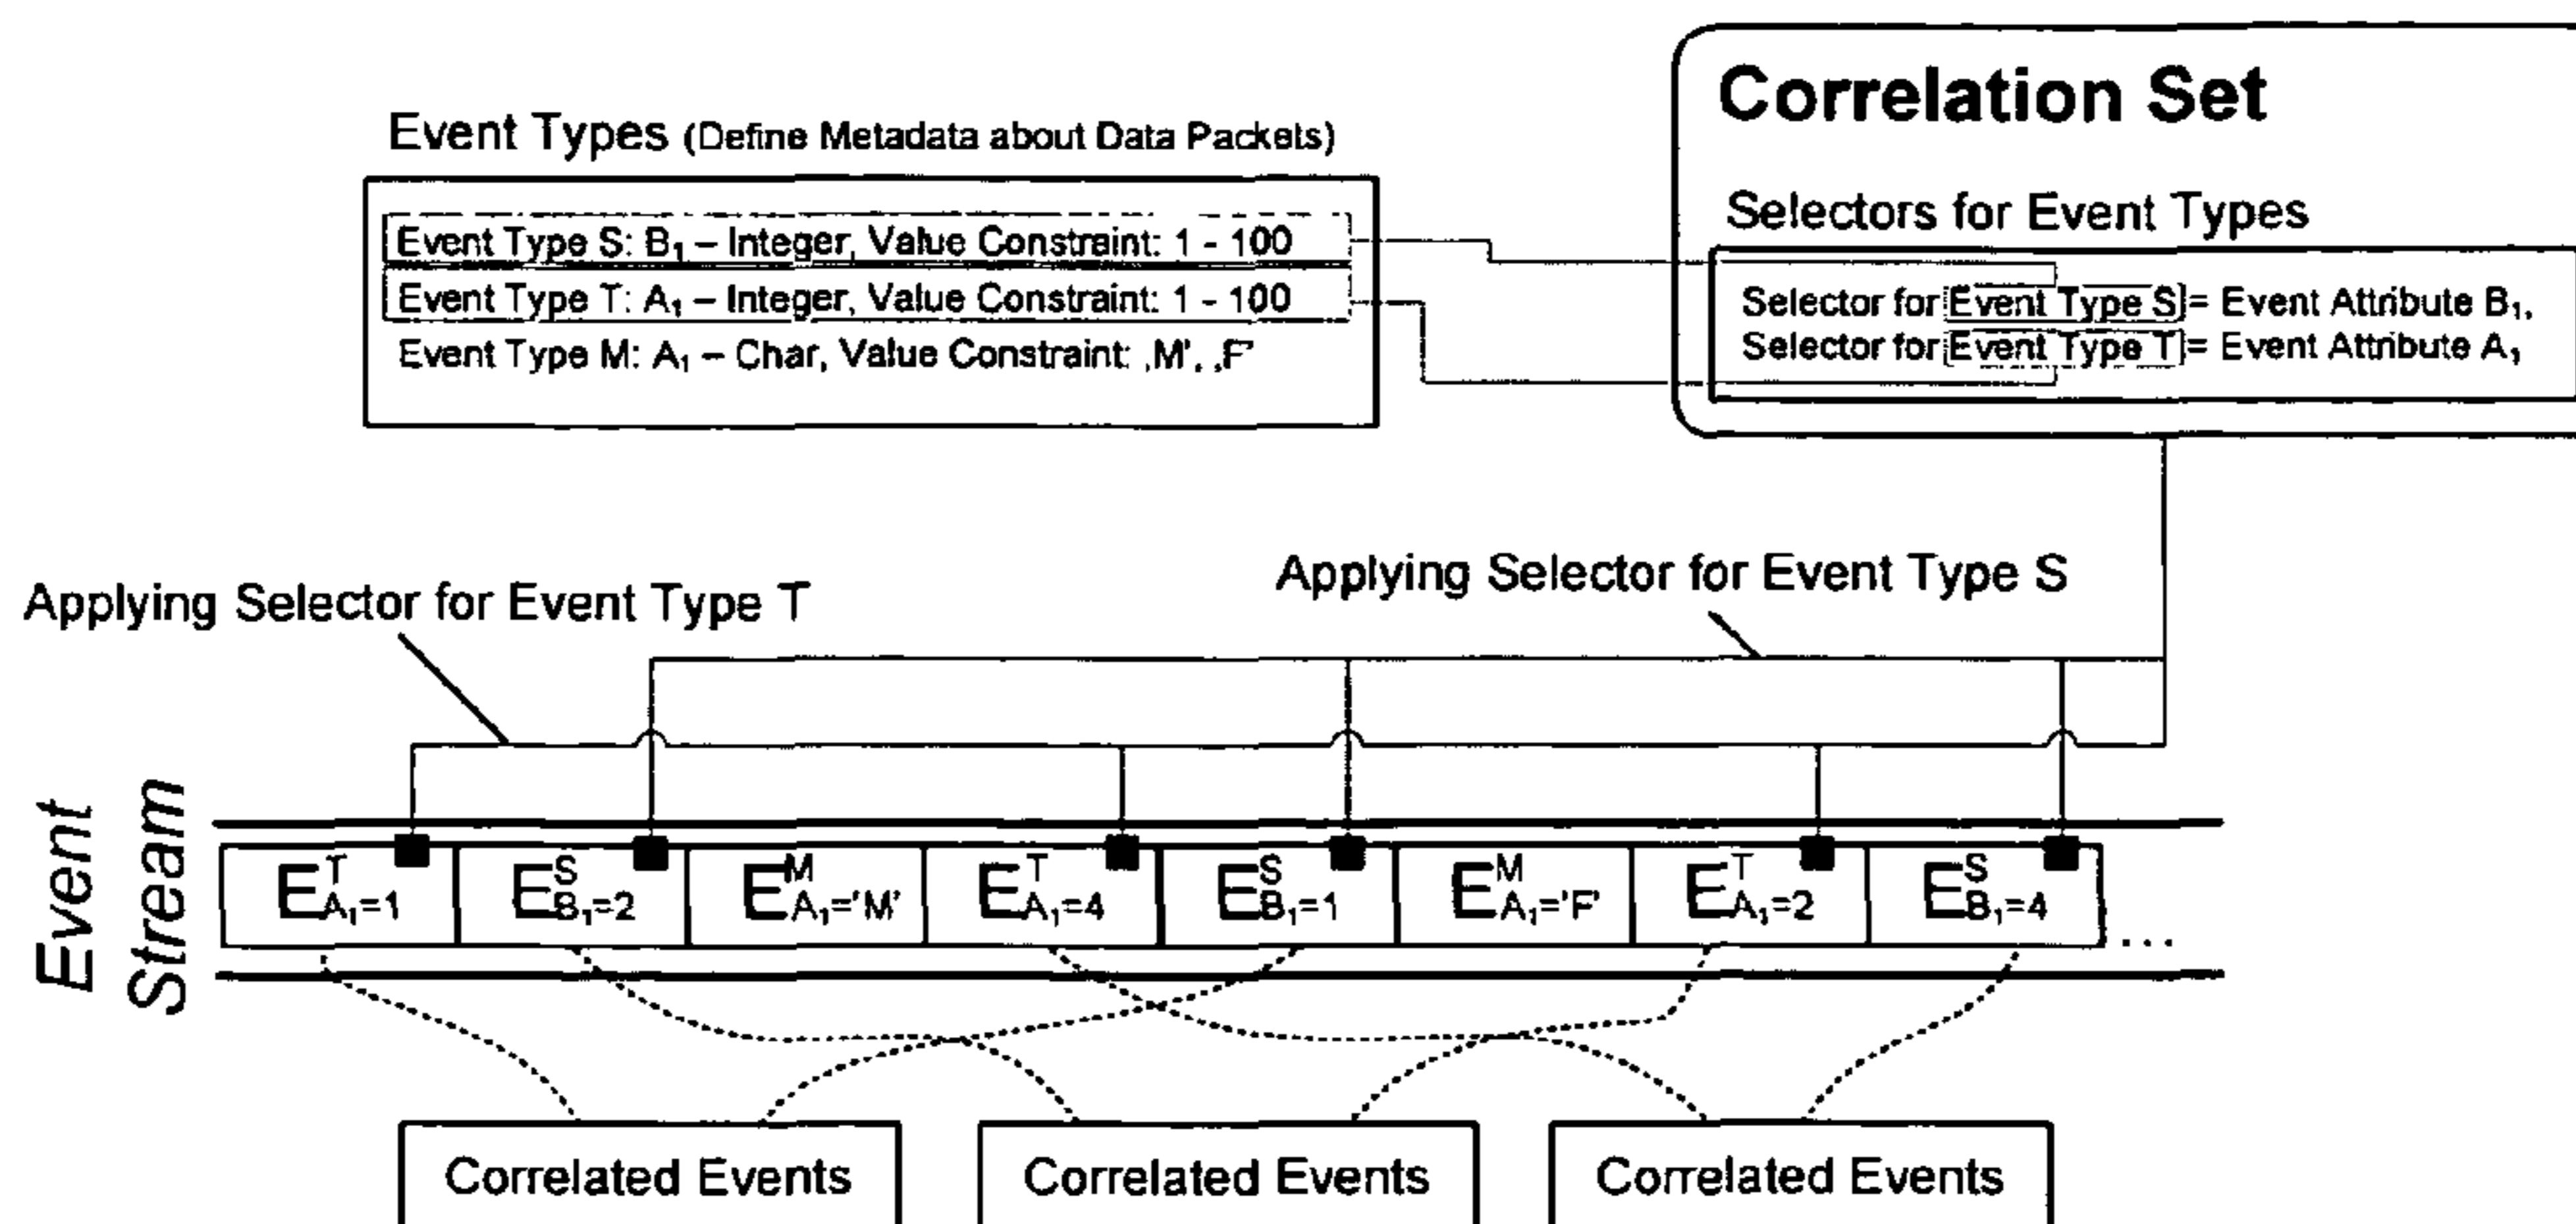 Correlation Set
Event Types (Define Metadata about Data Packets)
Selectors for Event Types
Event Type S: B₁ – Integer, Value Constraint: 1 - 100
Event Type T: A₁ – Integer, Value Constraint: 1 - 100
Event Type M: A₁ – Char, Value Constraint: ‚M', ‚F'
Selector for Event Type S = Event Attribute B₁,
Selector for Event Type T = Event Attribute A₁
Applying Selector for Event Type S
Applying Selector for Event Type T
Event
Stream
E T A₁=1
E S B₁=2
E M A₁='M'
E T A₁=4
E S B₁=1
E M A₁='F'
E T A₁=2
E S B₁=4
...
Correlated Events
Correlated Events
Correlated Events